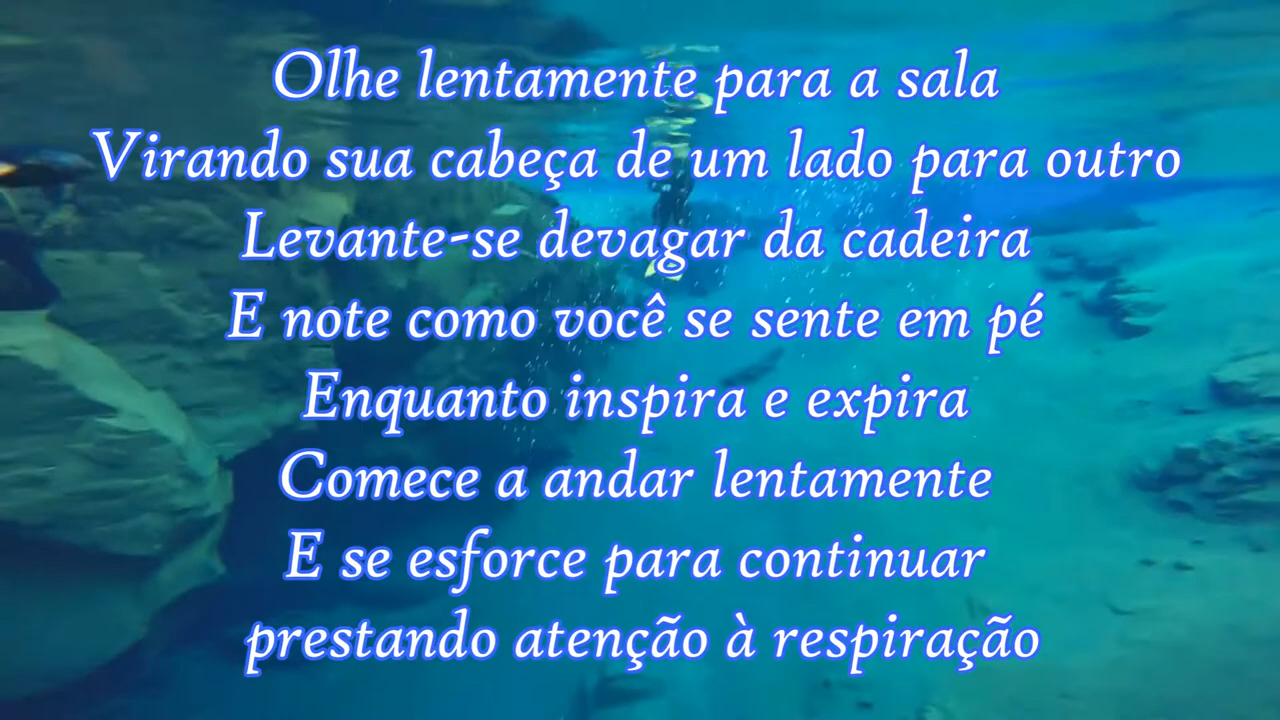 Olhe lentamente para a sala
Virando sua cabeça de um lado para outro
Levante-se devagar da cadeira
E note como você se sente em pé
Enquanto inspira e expira
Comece a andar lentamente
E se esforce para continuar
prestando atenção à respiração